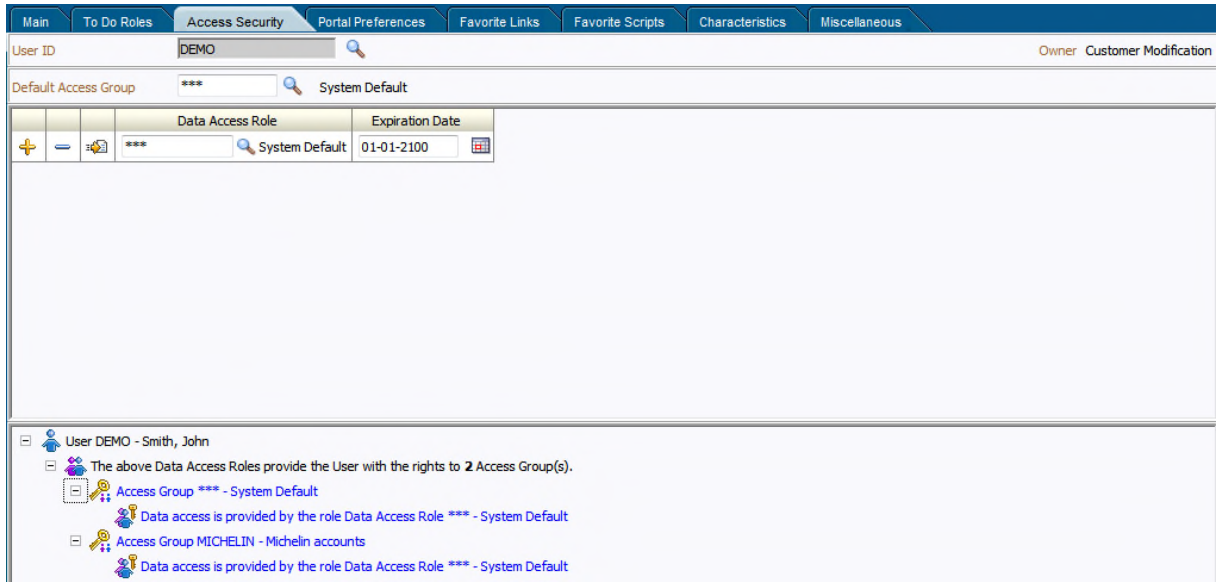 Main To Do Roles Access Security Portal Preferences Favorite Links Favorite Scripts Characteristics Miscellaneous
User ID DEMO Owner Customer Modification
Default Access Group *** System Default
Data Access Role Expiration Date
*** System Default 01-01-2100
User DEMO - Smith, John
The above Data Access Roles provide the User with the rights to 2 Access Group(s).
Access Group *** - System Default
Data access is provided by the role Data Access Role *** - System Default
Access Group MICHELIN - Michelin accounts
Data access is provided by the role Data Access Role *** - System Default